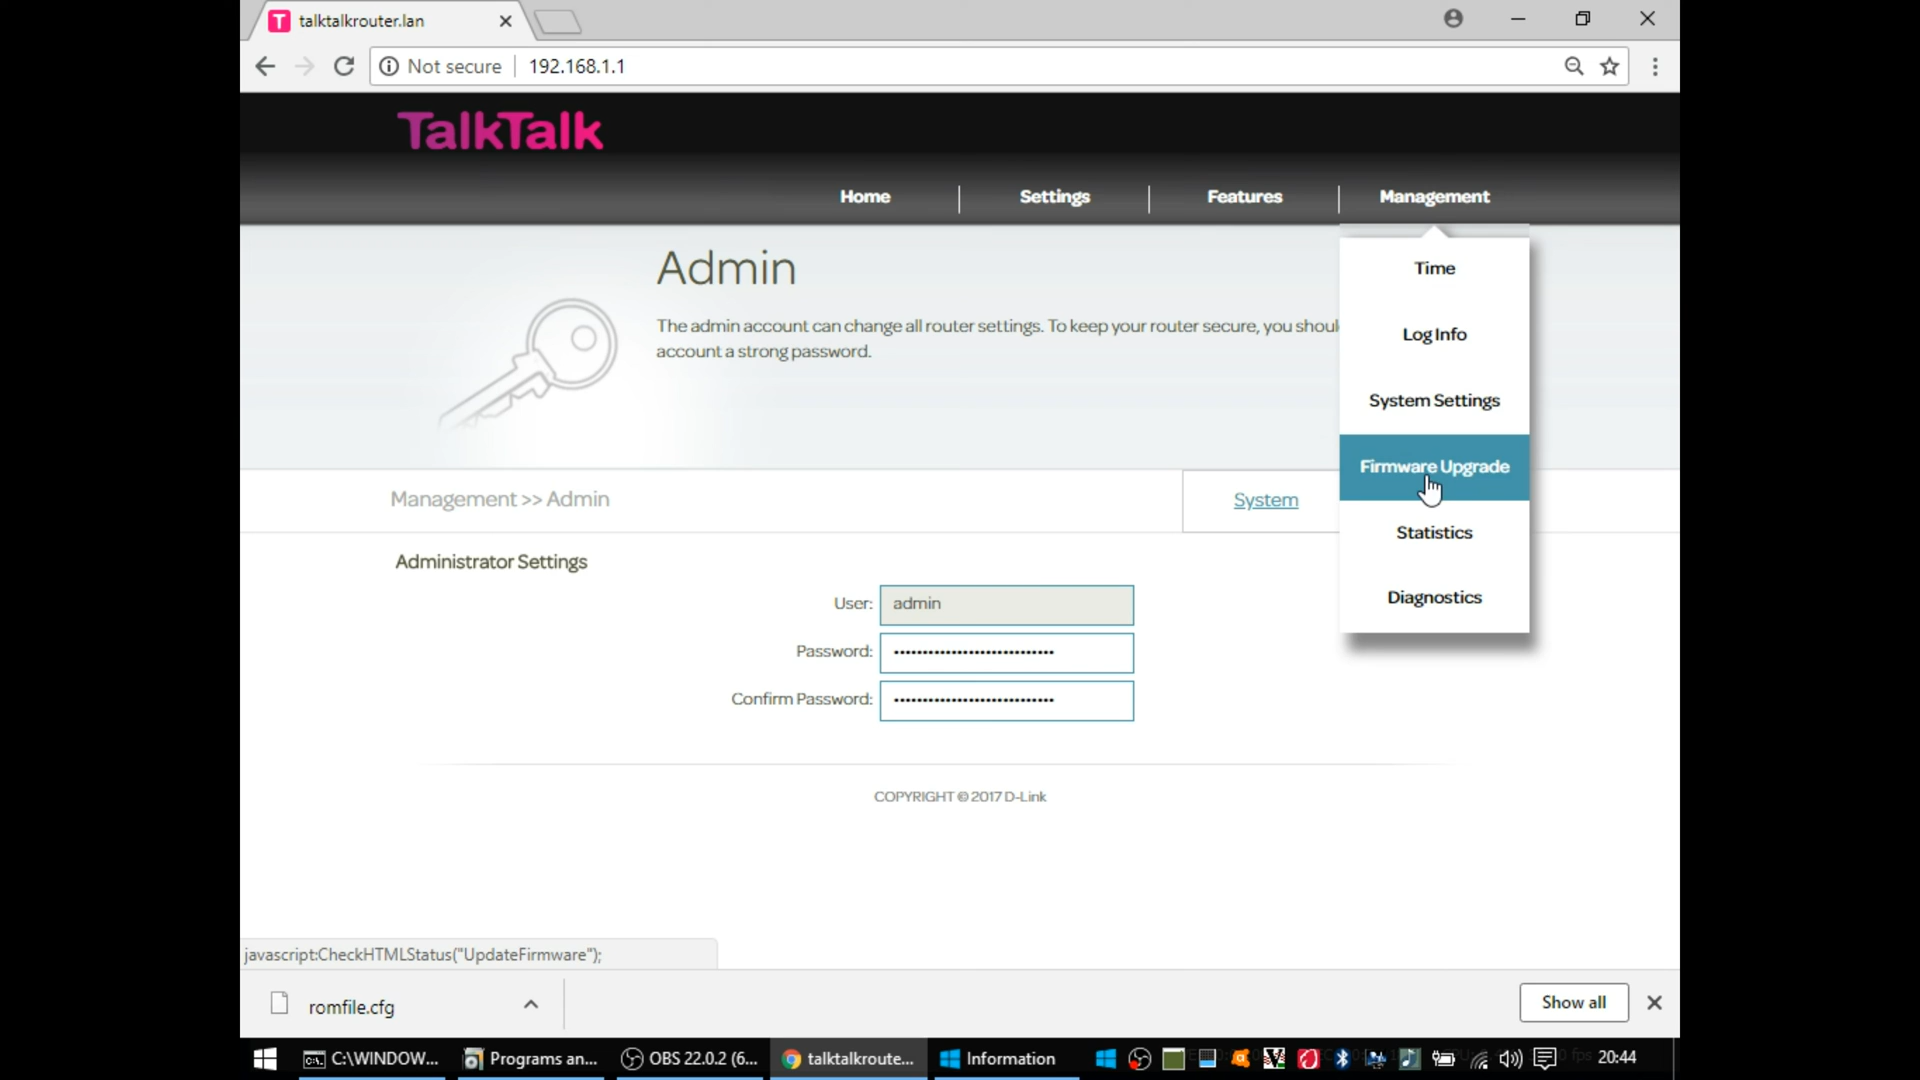 talktalkrouter.lan
Not secure
192.168.1.1
TalkTalk
Home
Settings
Features
Management
Admin
The admin account can change all router settings. To keep your router secure, you
account a strong password.
Time
Log Info
System Settings
Firmware Upgrade
Statistics
Diagnostics
Management >> Admin
System
Administrator Settings
User:
admin
Password:
Confirm Password:
COPYRIGHT © 2017 D-Link
javascript:CheckHTMLStatus("UpdateFirmware");
romfile.cfg
Show all
C:\WINDOW...
Programs an...
OBS 22.0.2 (6...
talktalkroute...
Information
20:44